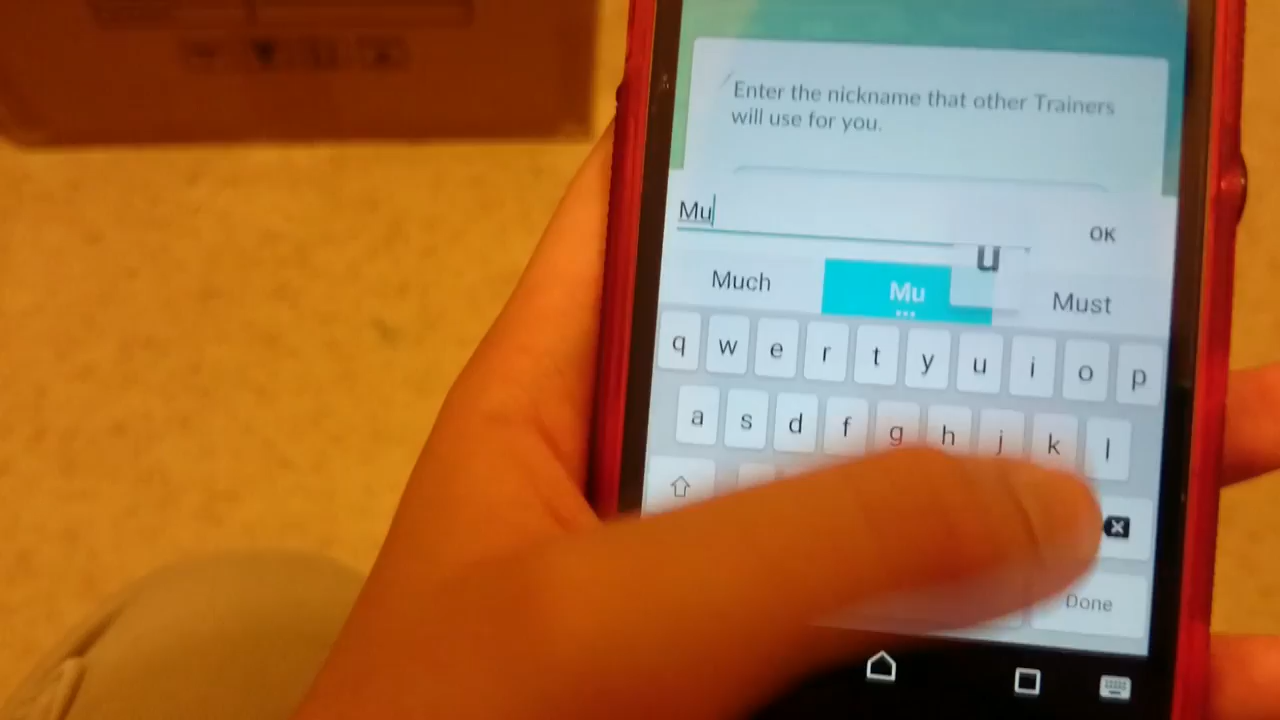 Enter the nickname that other Trainers
will use for you.
Mu
OK
u
Much Mu Must
q w e r t y u i o p
a s d f g h j k l
Done